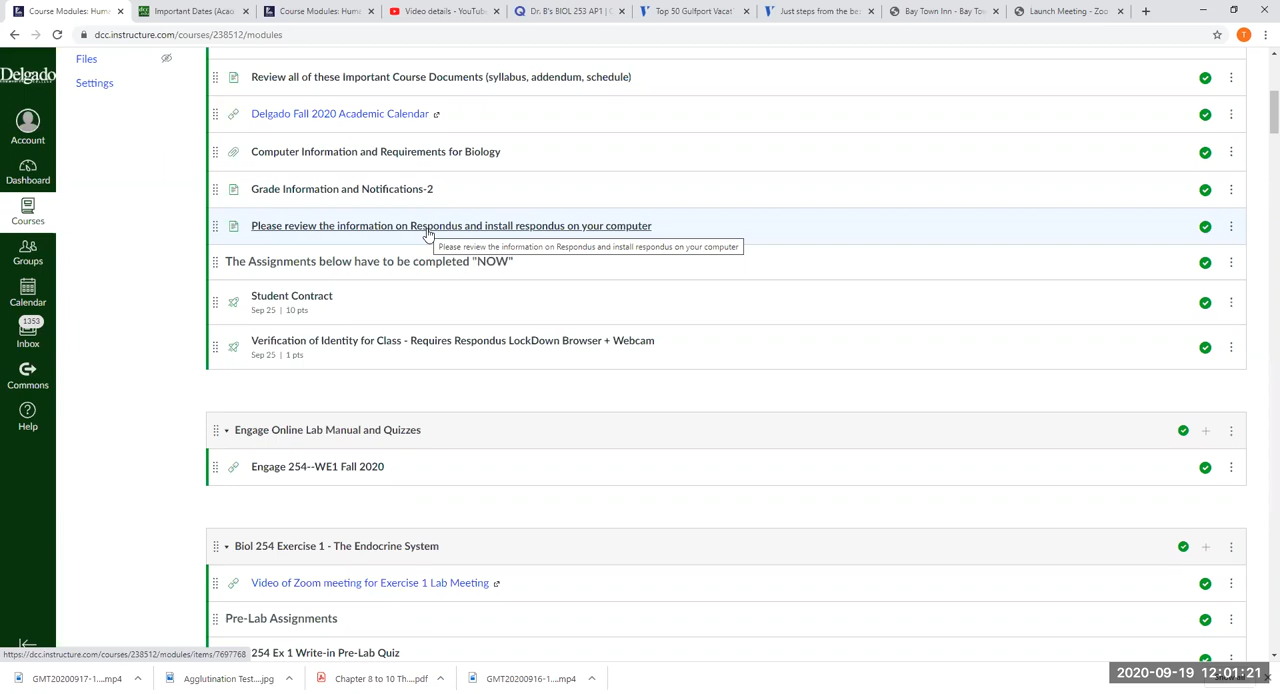 Course Modules: Hum
Important Dates (Acad
Course Modules: Hum
Video details - YouTub
Dr. B's BIOL 253 AP1 | C
Top 50 Gulfport Vacat
Just steps from the be
Bay Town Inn - Bay To
Launch Meeting - Zoo
dcc.instructure.com/courses/238512/modules
T
Delgado
Account
Dashboard
Courses
Groups
Calendar
1353
Inbox
Commons
Help
Files
Settings
Review all of these Important Course Documents (syllabus, addendum, schedule)
Delgado Fall 2020 Academic Calendar
Computer Information and Requirements for Biology
Grade Information and Notifications-2
Please review the information on Respondus and install respondus on your computer
Please review the information on Respondus and install respondus on your computer
The Assignments below have to be completed "NOW"
Student Contract
Sep 25 | 10 pts
Verification of Identity for Class - Requires Respondus LockDown Browser + Webcam
Sep 25 | 1 pts
Engage Online Lab Manual and Quizzes
Engage 254--WE1 Fall 2020
Biol 254 Exercise 1 - The Endocrine System
Video of Zoom meeting for Exercise 1 Lab Meeting
Pre-Lab Assignments
254 Ex 1 Write-in Pre-Lab Quiz
https://dcc.instructure.com/courses/238512/modules/items/7697768
GMT20200917-1....mp4
Agglutination Test....jpg
Chapter 8 to 10 Th....pdf
2020-09-19 12:01:21